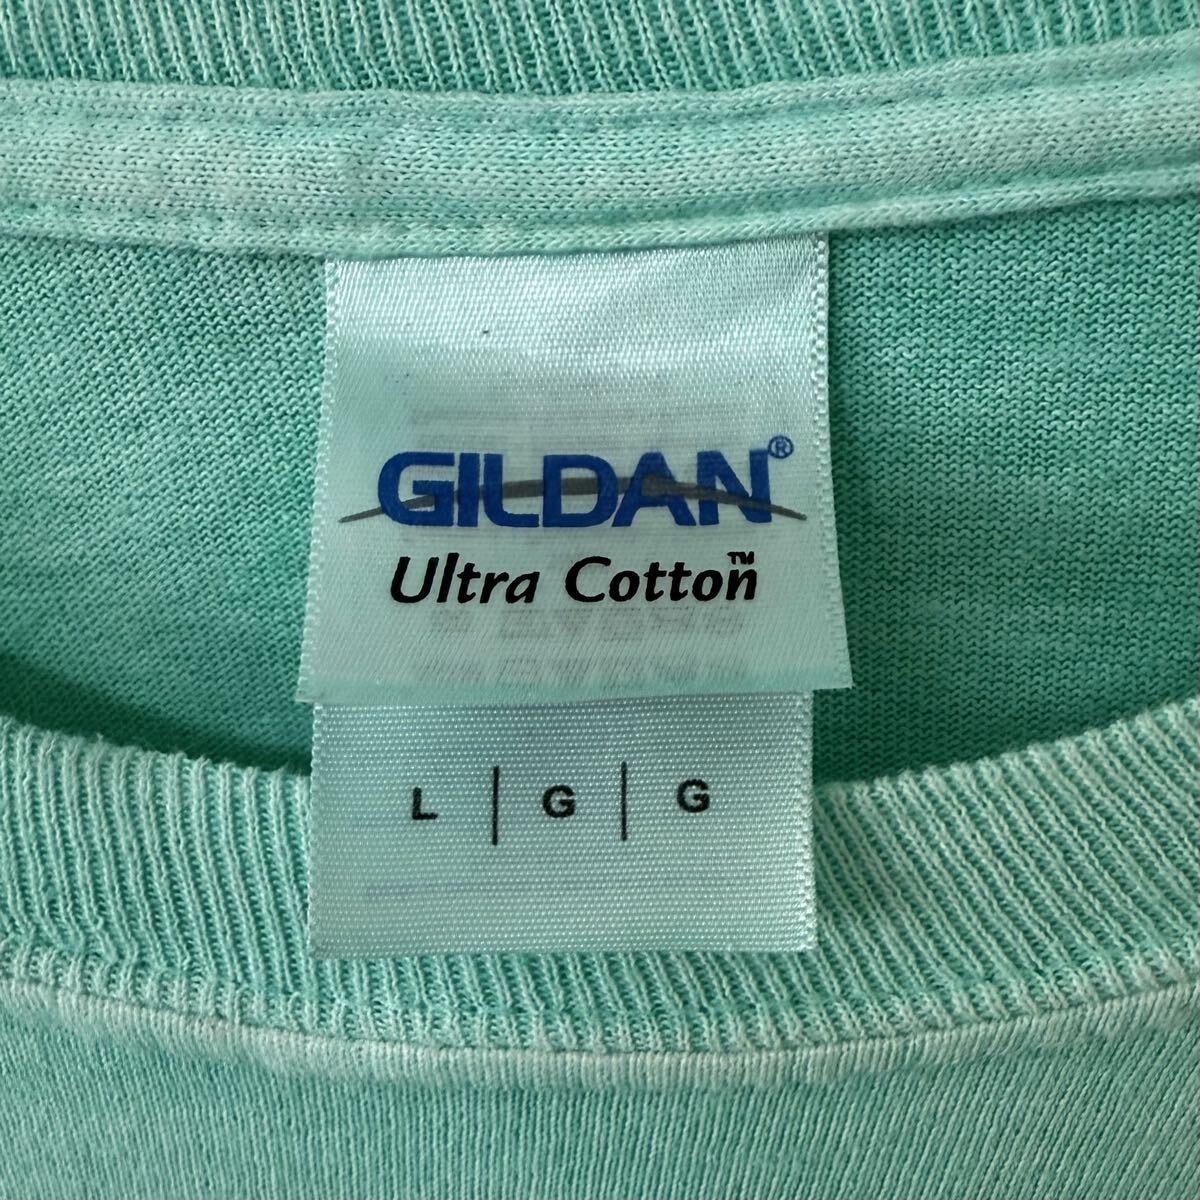 GILDAN®
Ultra Cotton™
L | G | G